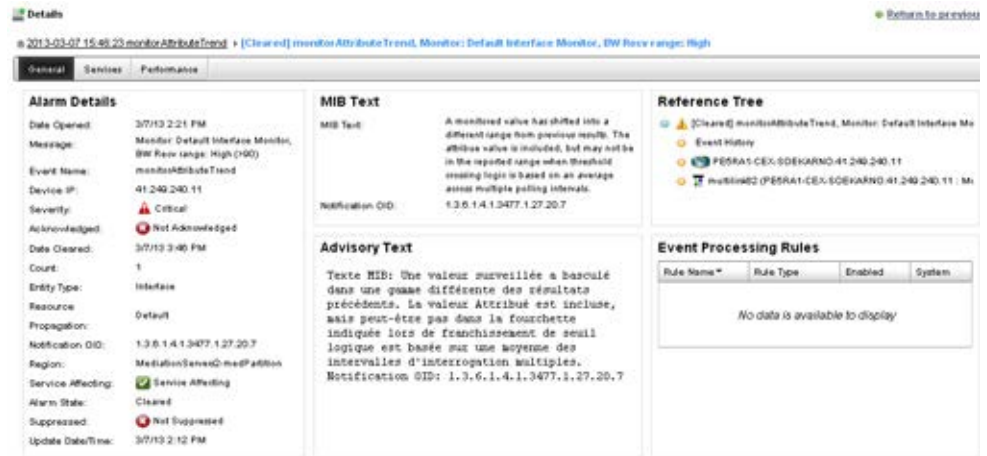 Details
Return to previou
2013-03-07 15:46:23 monitorAttributeTrend › [Cleared] monitorAttributeTrend, Monitor: Default Interface Monitor, BW Recv range: High
General Services Performance
Alarm Details
Date Opened: 3/7/13 2:21 PM
Message: Monitor: Default Interface Monitor,
BW Recv range: High (>90)
Event Name: monitorAttributeTrend
Device IP: 41.249.240.11
Severity: Critical
Acknowledged: Not Acknowledged
Date Cleared: 3/7/13 3:46 PM
Count: 1
Entity Type: Interface
Resource
Propagation: Default
Notification OID: 1.3.6.1.4.1.3477.1.27.20.7
Region: MediationServer2-medPartition
Service Affecting: Service Affecting
Alarm State: Cleared
Suppressed: Not Suppressed
Update Date/Time: 3/7/13 2:12 PM
MIB Text
MIB Text: A monitored value has shifted into a
different range from previous results. The
attribue value is included, but may not be
in the reported range when threshold
crossing logic is based on an average
across multiple polling intervals.
Notification OID: 1.3.6.1.4.1.3477.1.27.20.7
Advisory Text
Texte MIB: Une valeur surveillée a basculé
dans une gamme différente des résultats
précédents. La valeur Attribué est incluse,
mais peut-être pas dans la fourchette
indiquée lors de franchissement de seuil
logique est basée sur une moyenne des
intervalles d'interrogation multiples.
Notification OID: 1.3.6.1.4.1.3477.1.27.20.7
Reference Tree
[Cleared] monitorAttributeTrend, Monitor: Default Interface Mo
Event History
PE5RA1-CEX-SOEKARNO:41.249.240.11
multilink62 (PE5RA1-CEX-SOEKARNO:41.249.240.11 : Mo
Event Processing Rules
Rule Name Rule Type Enabled System
No data is available to display